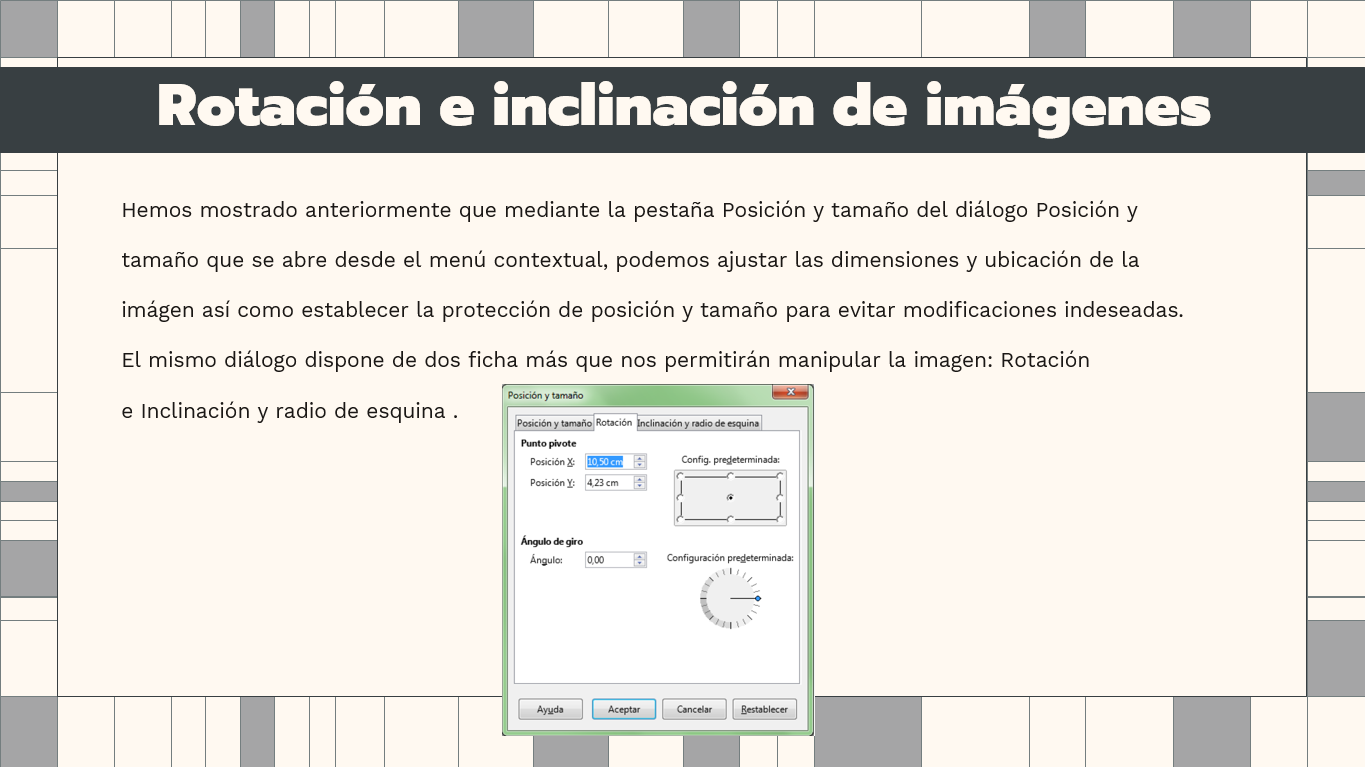 Rotación e inclinación de imágenes
Hemos mostrado anteriormente que mediante la pestaña Posición y tamaño del diálogo Posición y
tamaño que se abre desde el menú contextual, podemos ajustar las dimensiones y ubicación de la
imágen así como establecer la protección de posición y tamaño para evitar modificaciones indeseadas.
El mismo diálogo dispone de dos ficha más que nos permitirán manipular la imagen: Rotación
e Inclinación y radio de esquina .
Posición y tamaño
Posición y tamaño Rotación Inclinación y radio de esquina
Punto pivote
Posición X: 10,50 cm
Config. predeterminada:
Posición Y: 4,23 cm
Ángulo de giro
Ángulo: 0,00
Configuración predeterminada:
Ayuda Aceptar Cancelar Restablecer